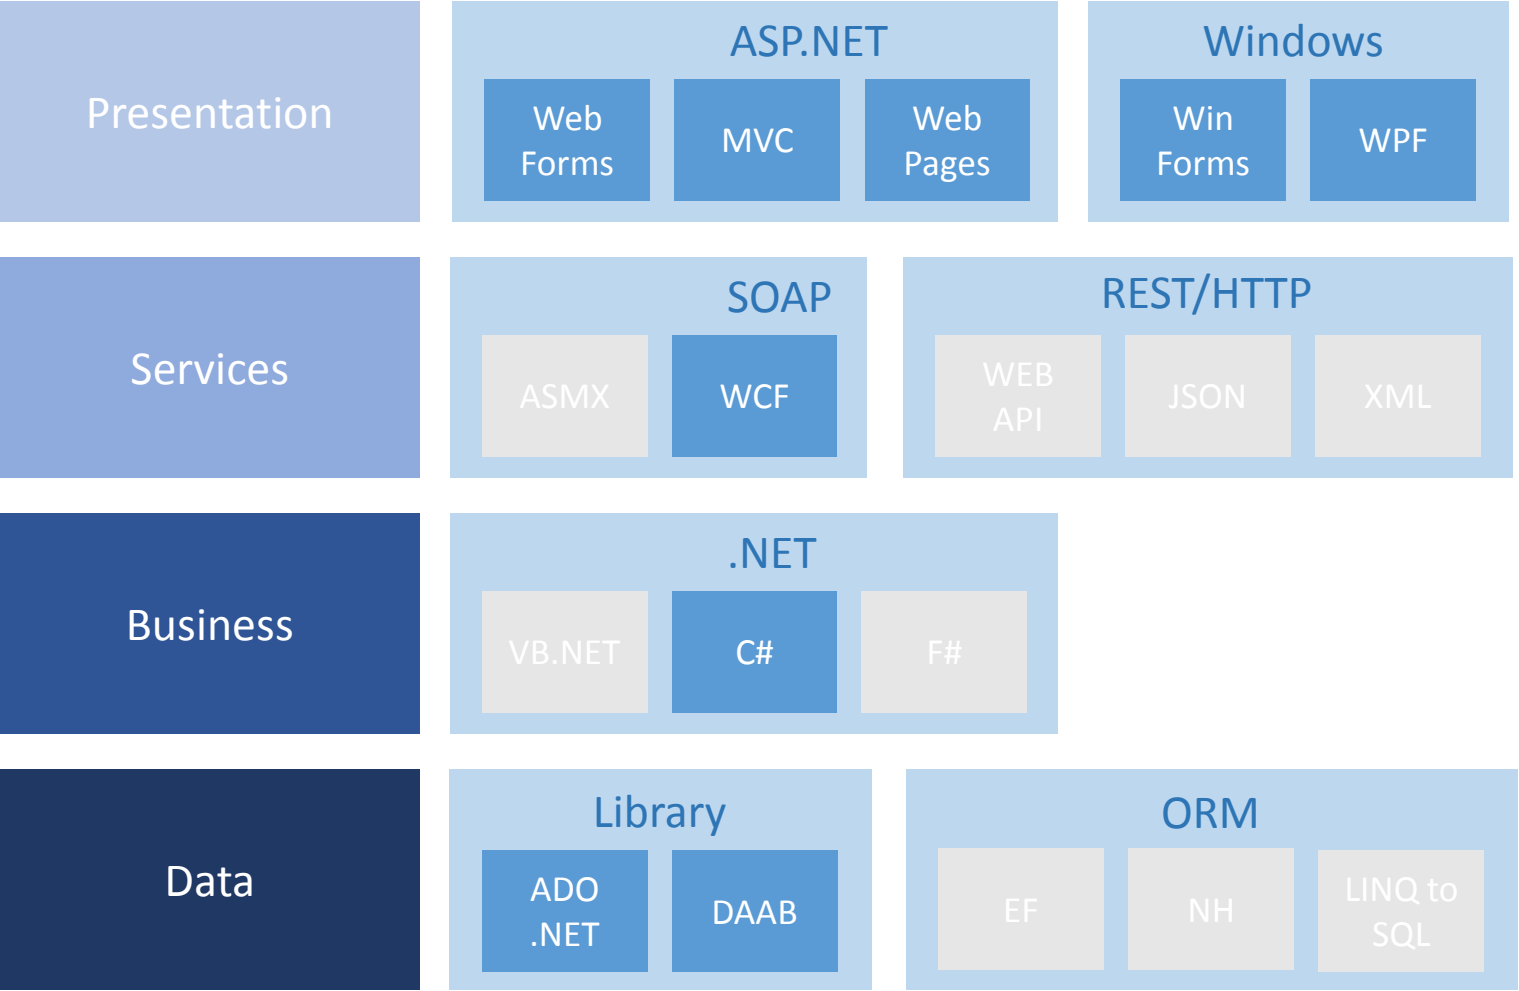 Presentation
ASP.NET
Web
Forms
MVC
Web
Pages
Windows
Win
Forms
WPF
Services
SOAP
ASMX
WCF
REST/HTTP
WEB
API
JSON
XML
Business
.NET
VB.NET
C#
F#
Data
Library
ADO
.NET
DAAB
ORM
EF
NH
LINQ to
SQL